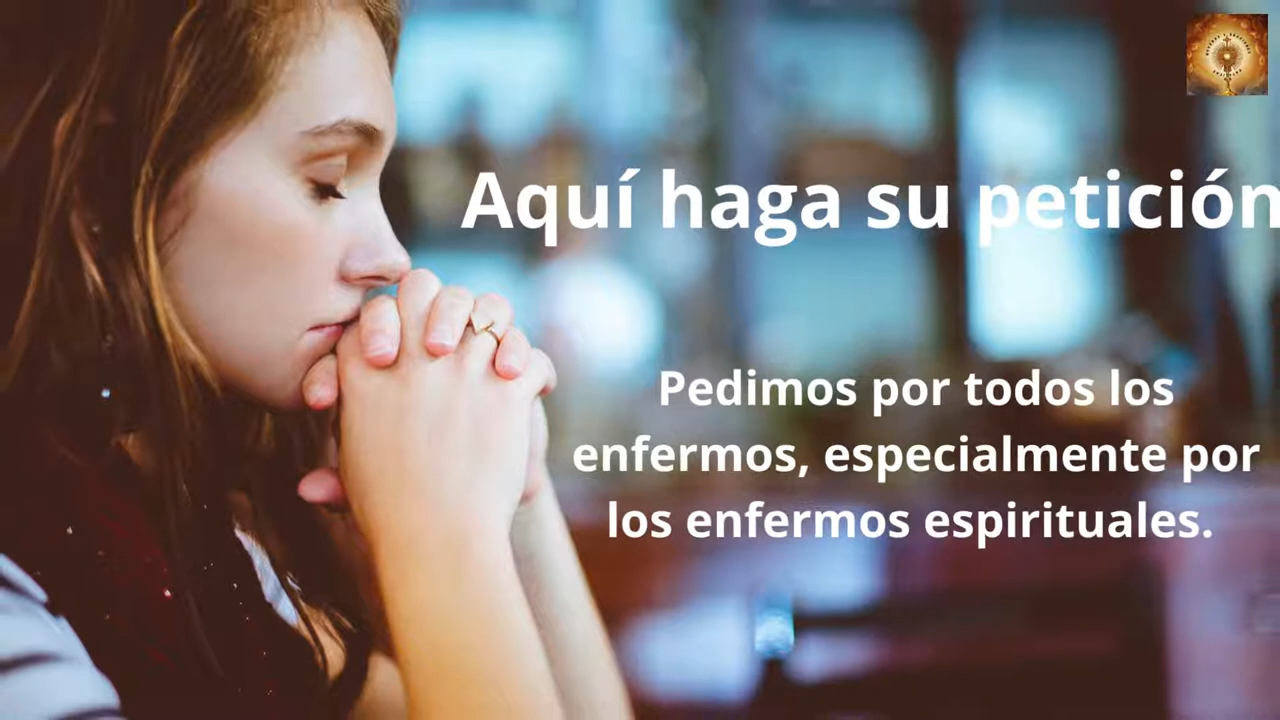 Aquí haga su petición
Pedimos por todos los
enfermos, especialmente por
los enfermos espirituales.